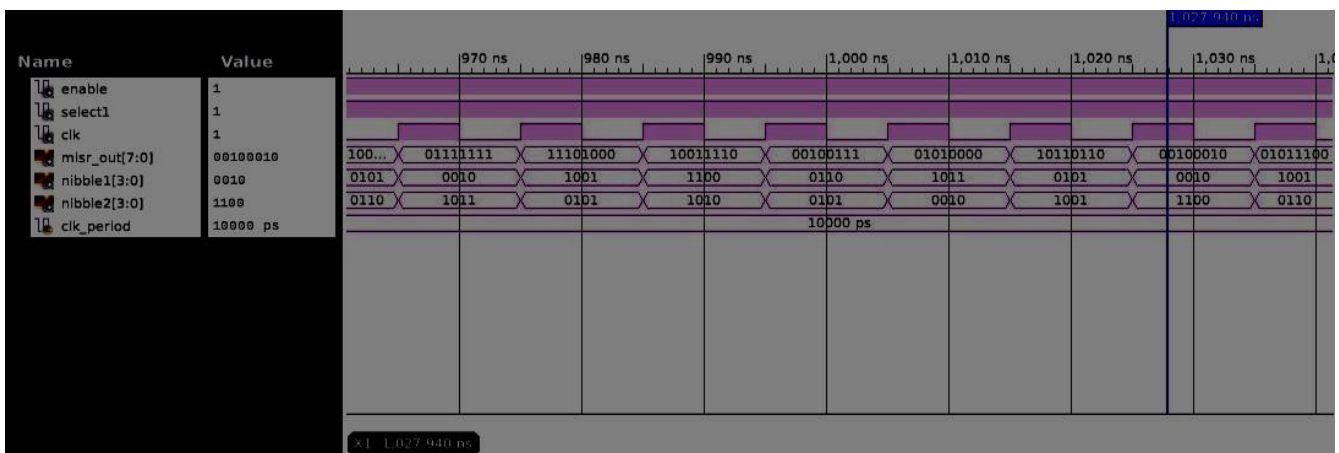 1,027.940 ns
Name Value 970 ns 980 ns 990 ns 1,000 ns 1,010 ns 1,020 ns 1,030 ns
enable 1
select1 1
clk 1
misr_out[7:0] 00100010 100... 01111111 11101000 10011110 00100111 01010000 10110110 00100010 01011100
nibble1[3:0] 0010 0101 0010 1001 1100 0110 1011 0101 0010 1001
nibble2[3:0] 1100 0110 1011 0101 1010 0101 0010 1001 1100 0110
clk_period 10000 ps 10000 ps
X1: 1,027.940 ns